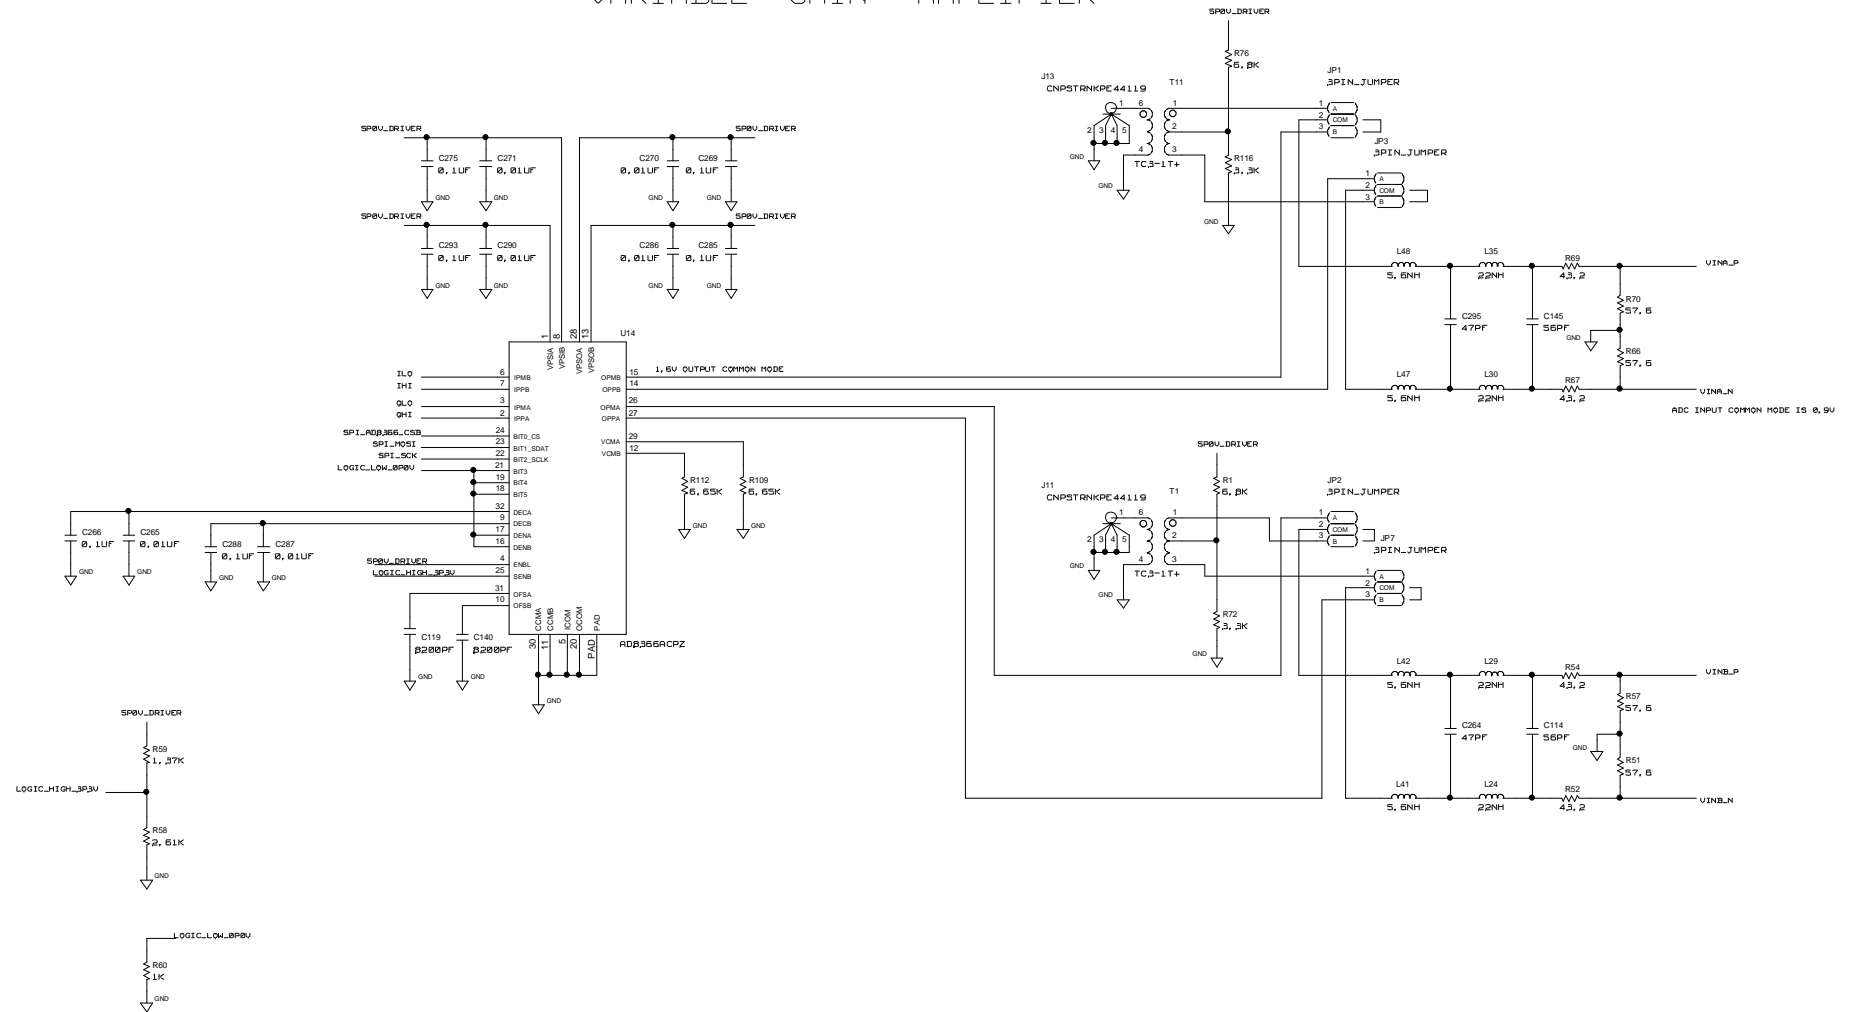 VARIABLE GAIN AMPLIFIER
5P0V_DRIVER
R76
6.8K
J13
CNPSTRNKPE44119
T11
JP1
3PIN_JUMPER
1 6
2 3 4 5
4
1
2
3
1 A
2 COM
3 B
GND
GND
TC3-1T+
R116
3.3K
GND
JP3
3PIN_JUMPER
1 A
2 COM
3 B
5P0V_DRIVER
5P0V_DRIVER
C275
0.1UF
C271
0.01UF
C270
0.01UF
C269
0.1UF
GND
GND
GND
GND
5P0V_DRIVER
5P0V_DRIVER
C293
0.1UF
C290
0.01UF
C286
0.01UF
C285
0.1UF
GND
GND
GND
GND
L48
5.6NH
L35
22NH
R69
43.2
VINA_P
C295
47PF
C145
56PF
R70
57.6
GND
R66
57.6
L47
5.6NH
L30
22NH
R67
43.2
VINA_N
ADC INPUT COMMON MODE IS 0.9V
U14
1 8 28 13
VPSIA VPSIB VPSOA VPSOB
ILO 6 IPMB
IHI 7 IPPB
QLO 3 IPMA
QHI 2 IPPA
SPI_AD8366_CSB 24 BIT0_CS
SPI_MOSI 23 BIT1_SDAT
SPI_SCK 22 BIT2_SCLK
LOGIC_LOW_0P0V 21 BIT3
19 BIT4
18 BIT5
32 DECA
9 DECB
17 DENA
16 DENB
5P0V_DRIVER 4 ENBL
LOGIC_HIGH_3P3V 25 SENB
31 OFSA
10 OFSB
OPMB 15 1.6V OUTPUT COMMON MODE
OPPB 14
OPMA 26
OPPA 27
VCMA 29
VCMB 12
CCMA CCMB ICOM OCOM PAD
30 11 5 20 PAD
AD8366ACPZ
GND
R112
6.65K
R109
6.65K
GND
GND
C266
0.1UF
C265
0.01UF
C288
0.1UF
C287
0.01UF
GND
GND
GND
GND
C119
8200PF
C140
8200PF
GND
GND
5P0V_DRIVER
J11
CNPSTRNKPE44119
T1
R1
6.8K
JP2
3PIN_JUMPER
1 6
2 3 4 5
4
1
2
3
1 A
2 COM
3 B
GND
GND
TC3-1T+
JP7
3PIN_JUMPER
1 A
2 COM
3 B
R72
3.3K
GND
L42
5.6NH
L29
22NH
R54
43.2
VINB_P
C264
47PF
C114
56PF
R57
57.6
GND
R51
57.6
L41
5.6NH
L24
22NH
R52
43.2
VINB_N
5P0V_DRIVER
R59
1.37K
LOGIC_HIGH_3P3V
R58
2.61K
GND
LOGIC_LOW_0P0V
R60
1K
GND